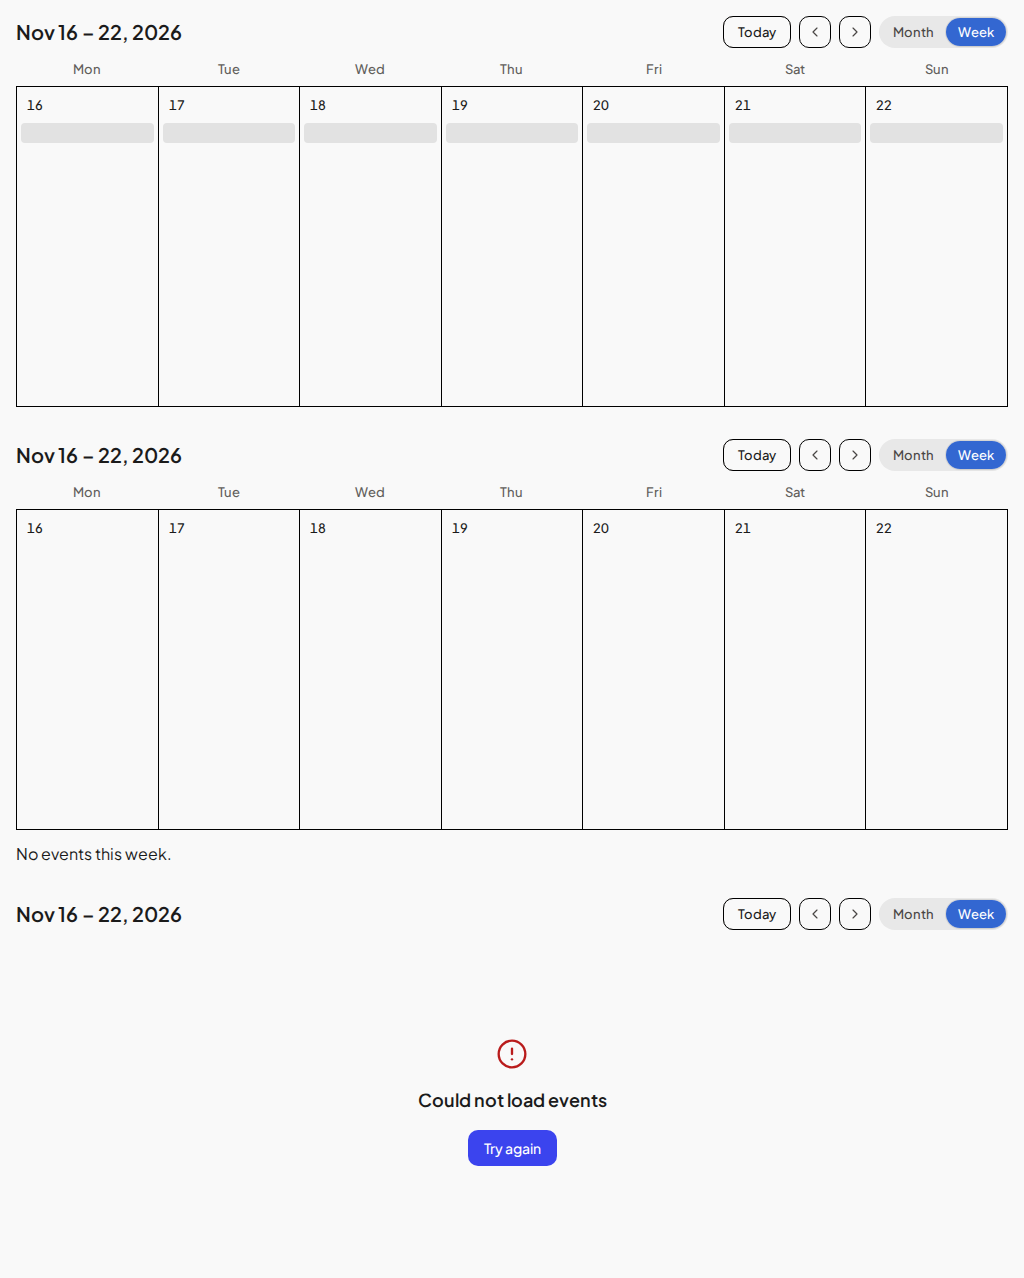 Nov 16 – 22, 2026 Today Month Week
Mon Tue Wed Thu Fri Sat Sun
16 17 18 19 20 21 22
Nov 16 – 22, 2026 Today Month Week
Mon Tue Wed Thu Fri Sat Sun
16 17 18 19 20 21 22
No events this week.
Nov 16 – 22, 2026 Today Month Week
Could not load events
Try again